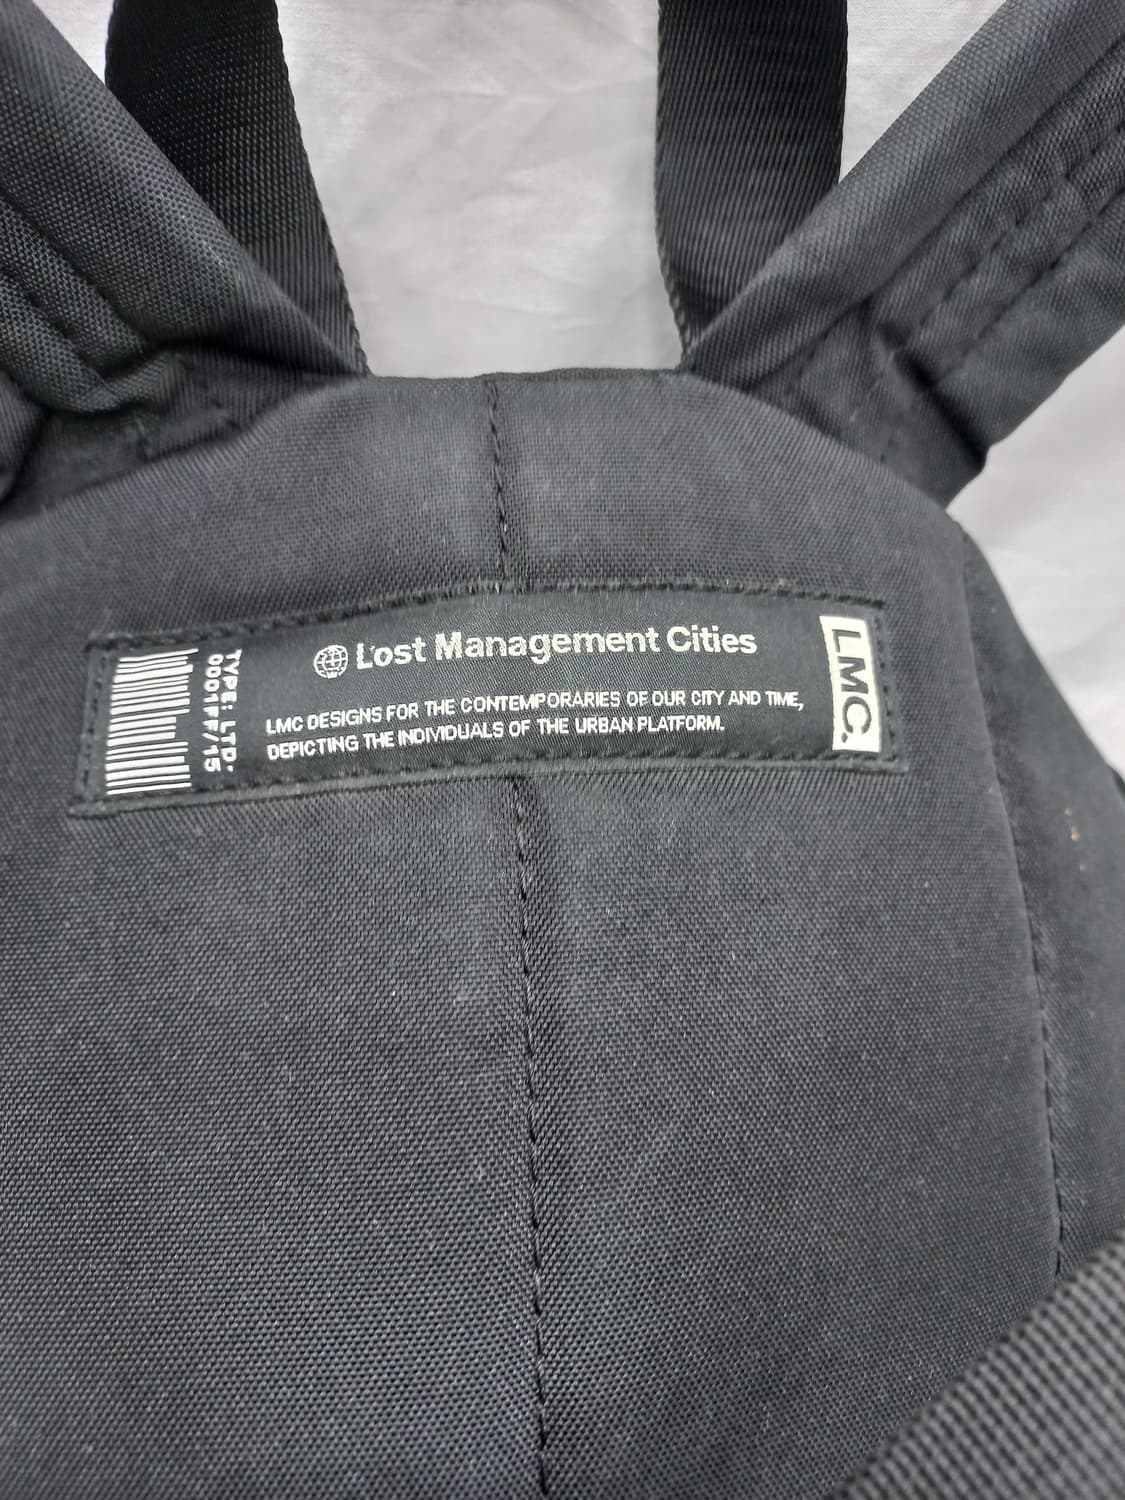 Lost Management Cities
LMC DESIGNS FOR THE CONTEMPORARIES OF OUR CITY AND TIME,
DEPICTING THE INDIVIDUALS OF THE URBAN PLATFORM.
TYPE: LTD:
0001FF/15
LMC.